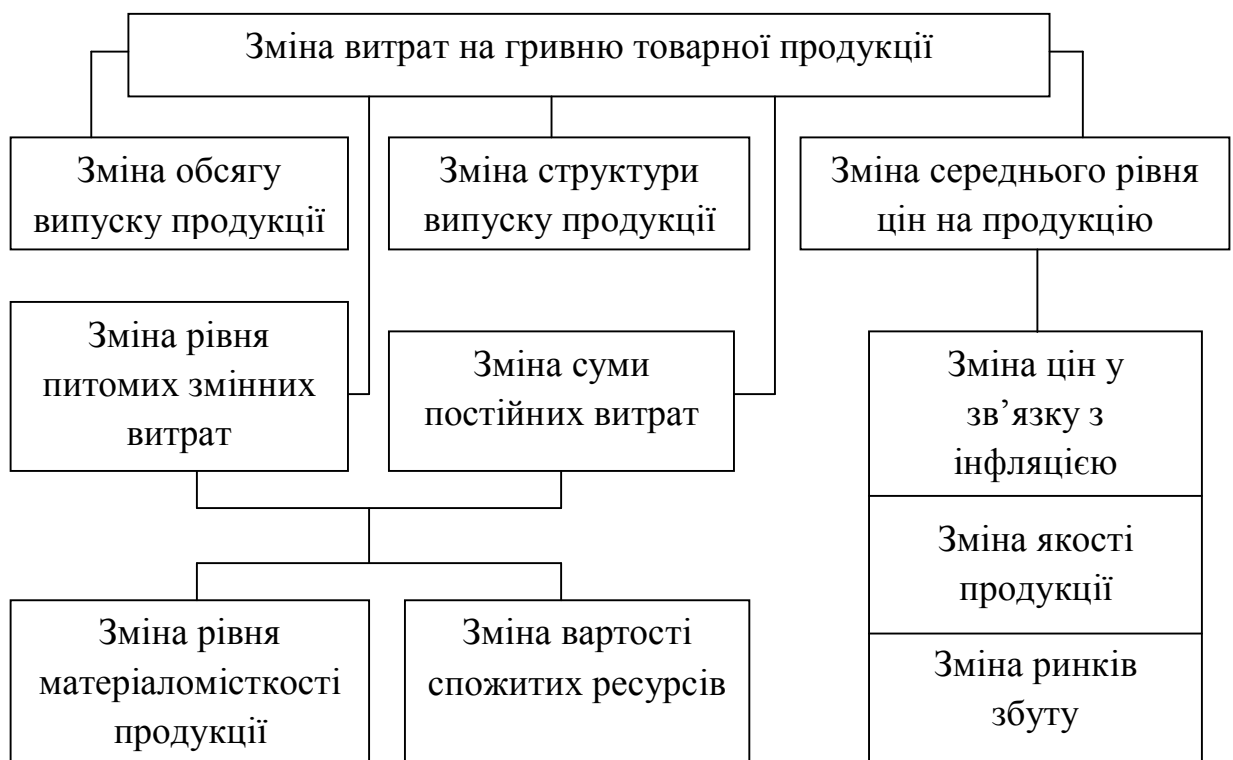 Зміна витрат на гривню товарної продукції
Зміна обсягу
випуску продукції
Зміна структури
випуску продукції
Зміна середнього рівня
цін на продукцію
Зміна рівня
питомих змінних
витрат
Зміна суми
постійних витрат
Зміна цін у
зв’язку з
інфляцією
Зміна якості
продукції
Зміна рівня
матеріаломісткості
продукції
Зміна вартості
спожитих ресурсів
Зміна ринків
збуту